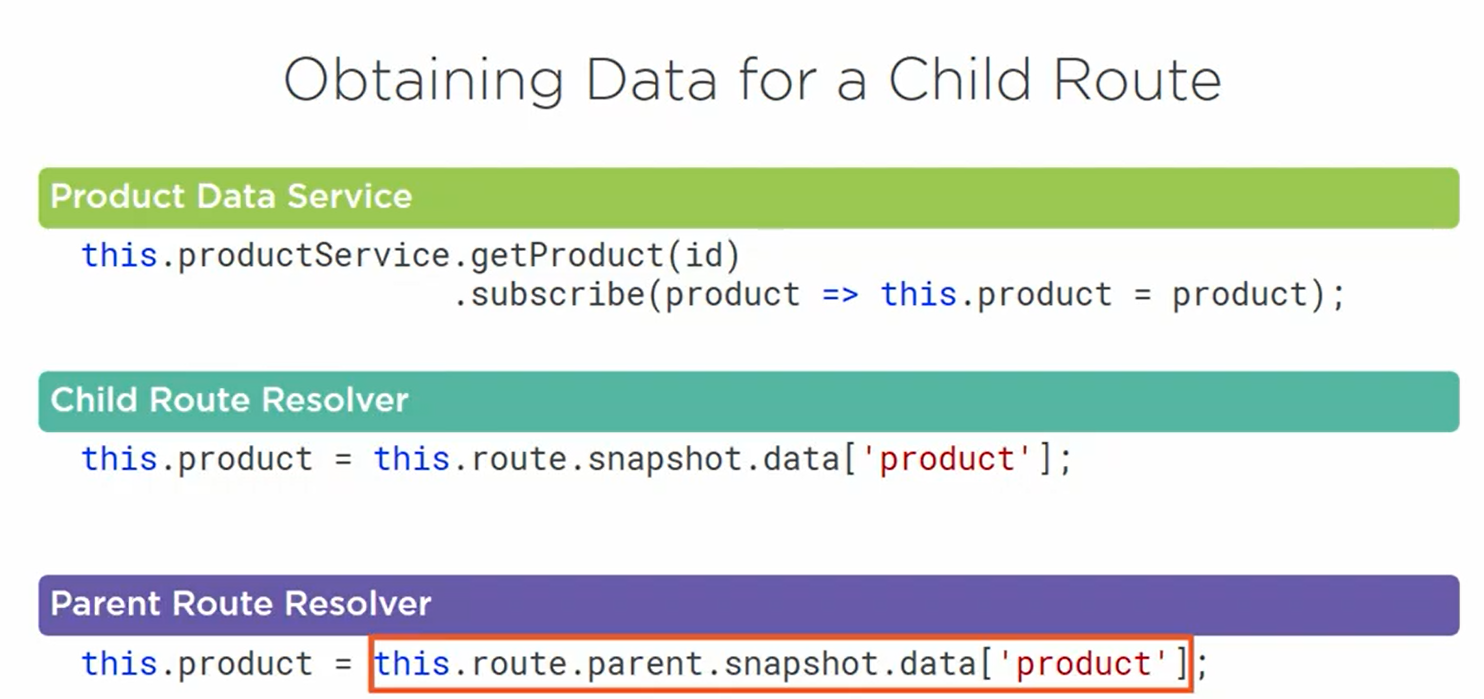 Obtaining Data for a Child Route
Product Data Service
this.productService.getProduct(id)
.subscribe(product => this.product = product);
Child Route Resolver
this.product = this.route.snapshot.data['product'];
Parent Route Resolver
this.product = this.route.parent.snapshot.data['product'];